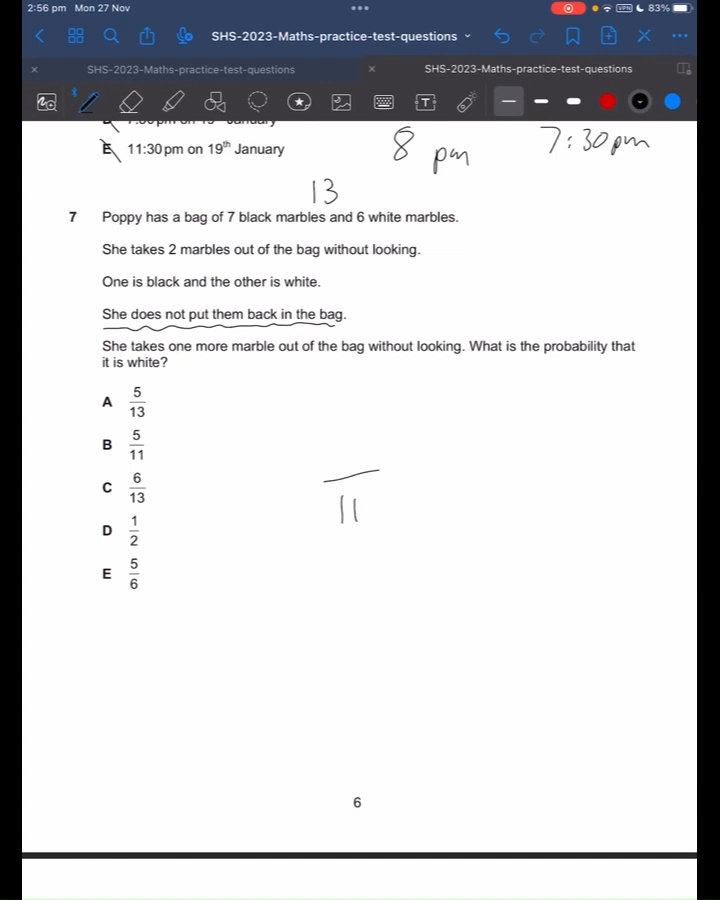 2:56 pm Mon 27 Nov
VPN 83%
SHS-2023-Maths-practice-test-questions
SHS-2023-Maths-practice-test-questions
SHS-2023-Maths-practice-test-questions
T
January
E 11:30 pm on 19th January
8 pm 7:30pm
13
7 Poppy has a bag of 7 black marbles and 6 white marbles.
She takes 2 marbles out of the bag without looking.
One is black and the other is white.
She does not put them back in the bag.
She takes one more marble out of the bag without looking. What is the probability that
it is white?
A 5/13
B 5/11
C 6/13
D 1/2
E 5/6
11
6